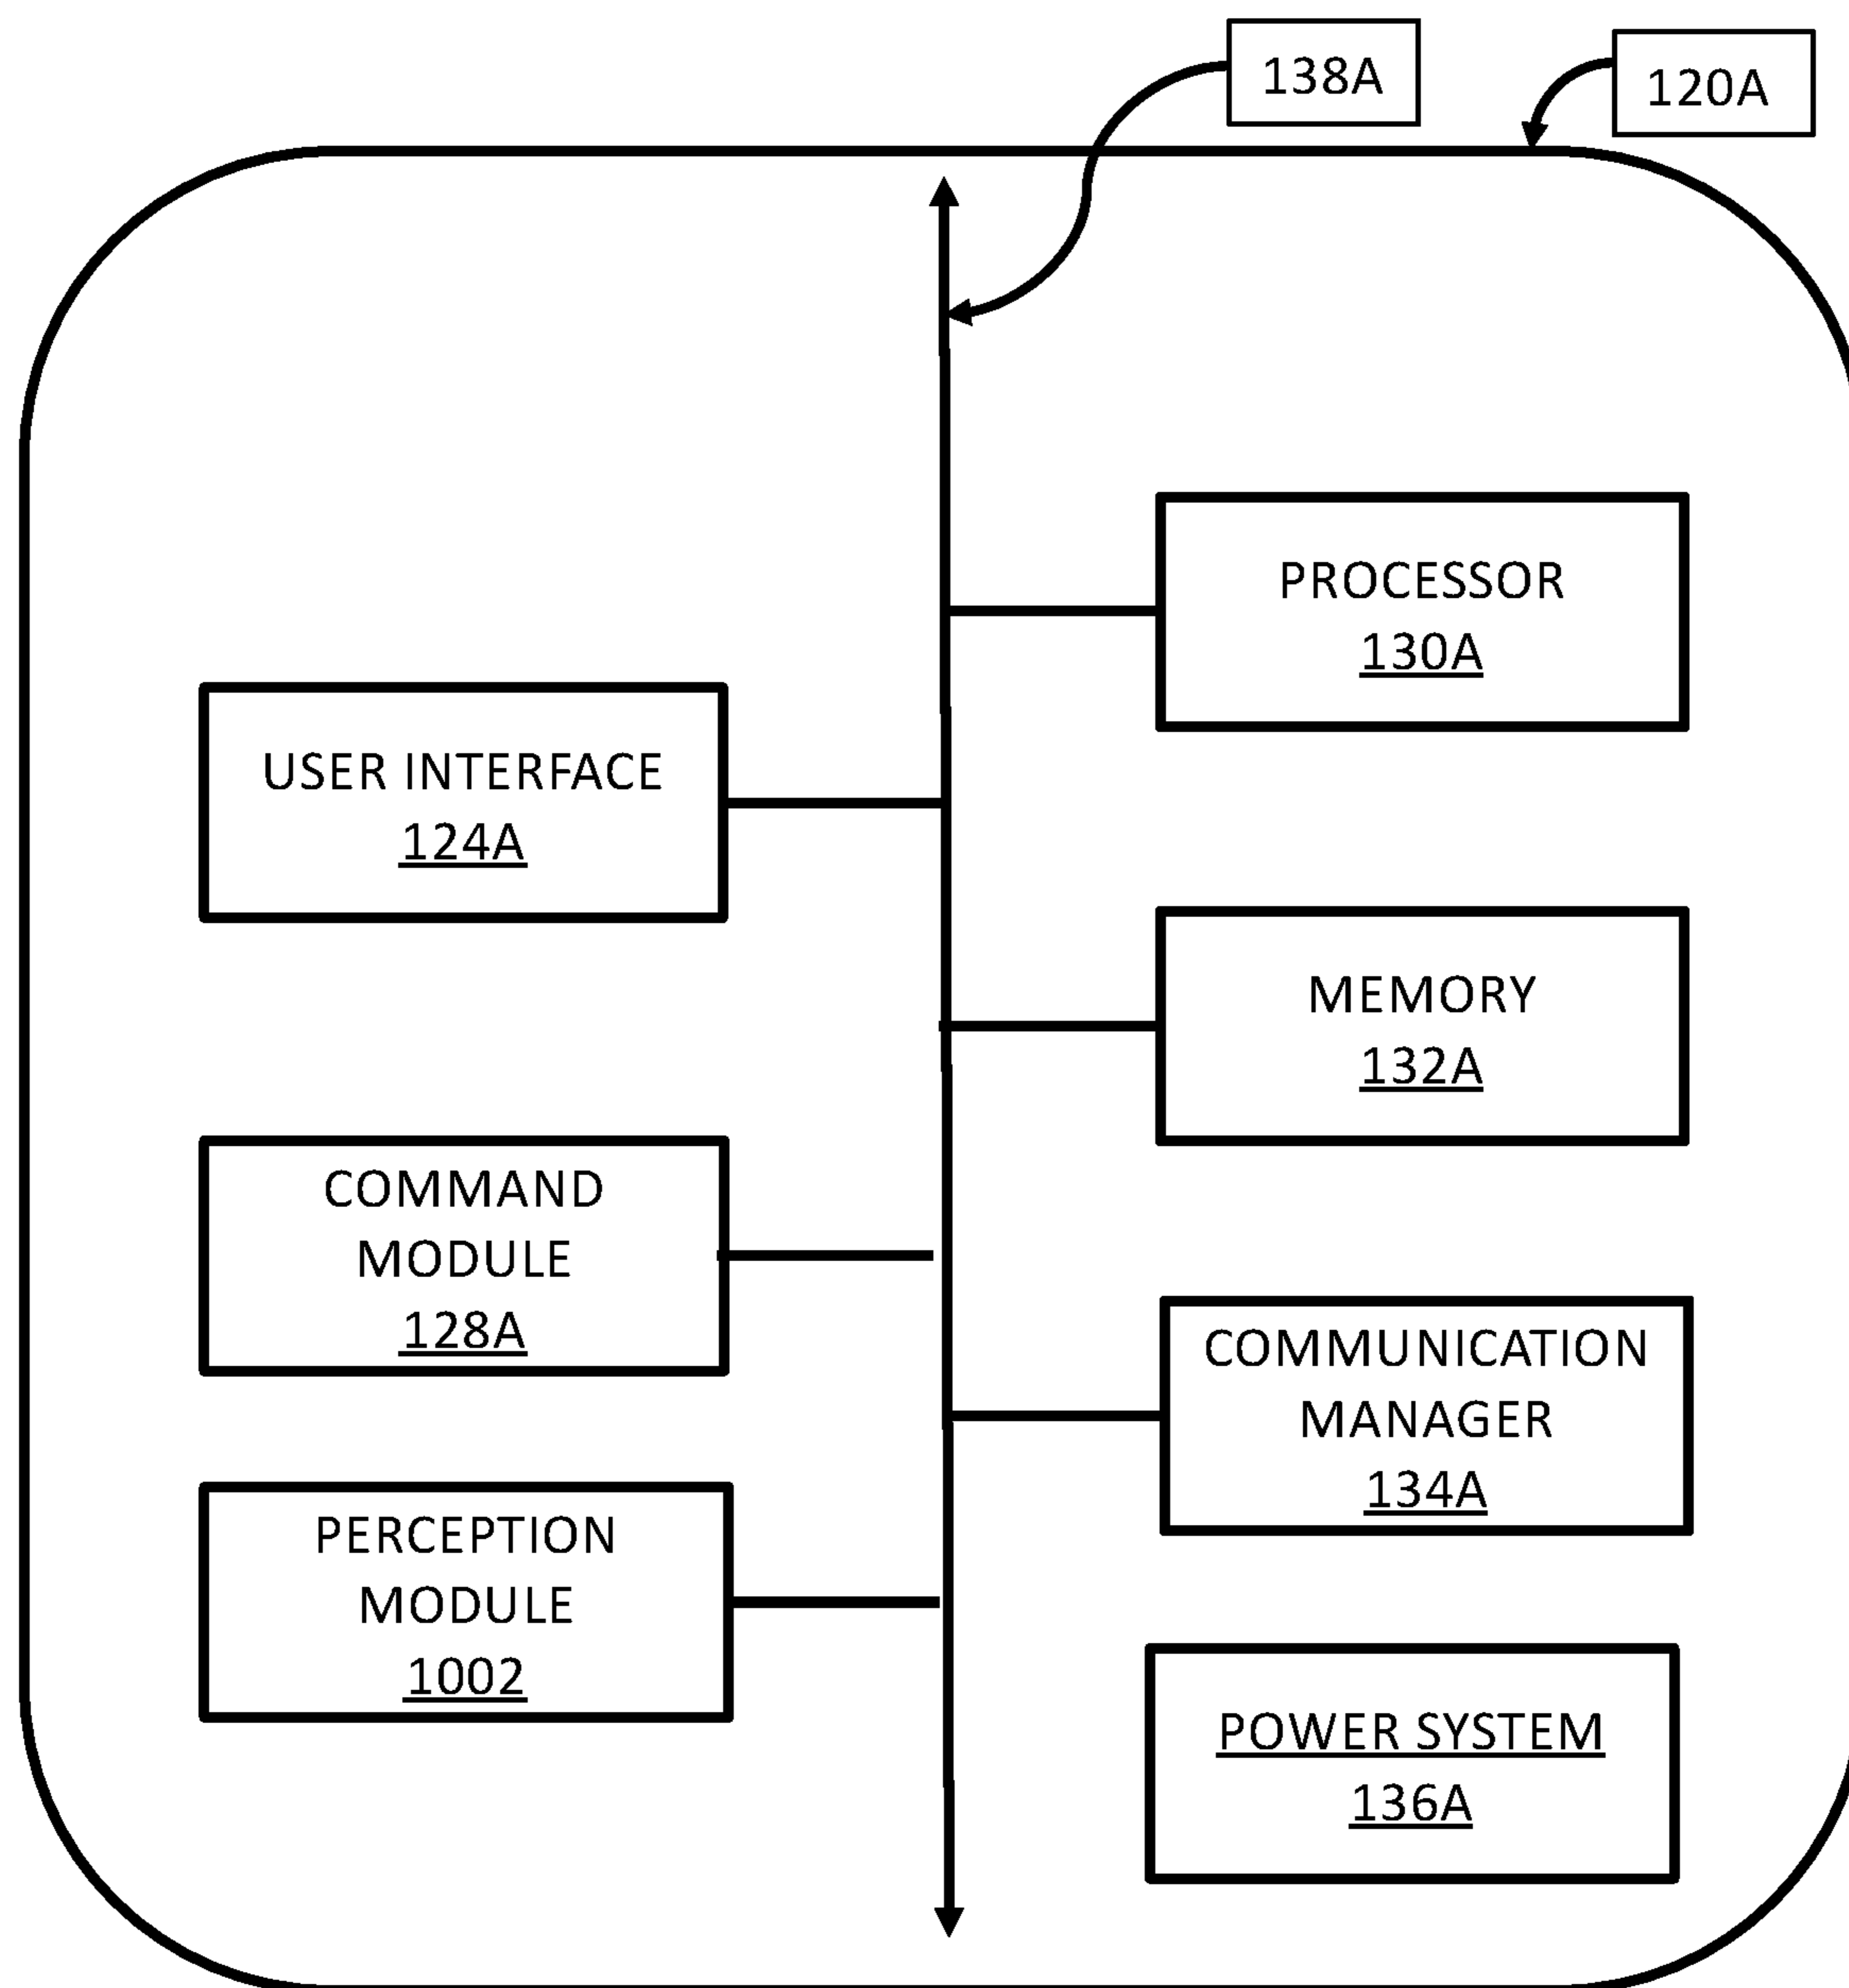 138A
120A
PROCESSOR
130A
USER INTERFACE
124A
MEMORY
132A
COMMAND
MODULE
128A
COMMUNICATION
MANAGER
134A
PERCEPTION
MODULE
1002
POWER SYSTEM
136A